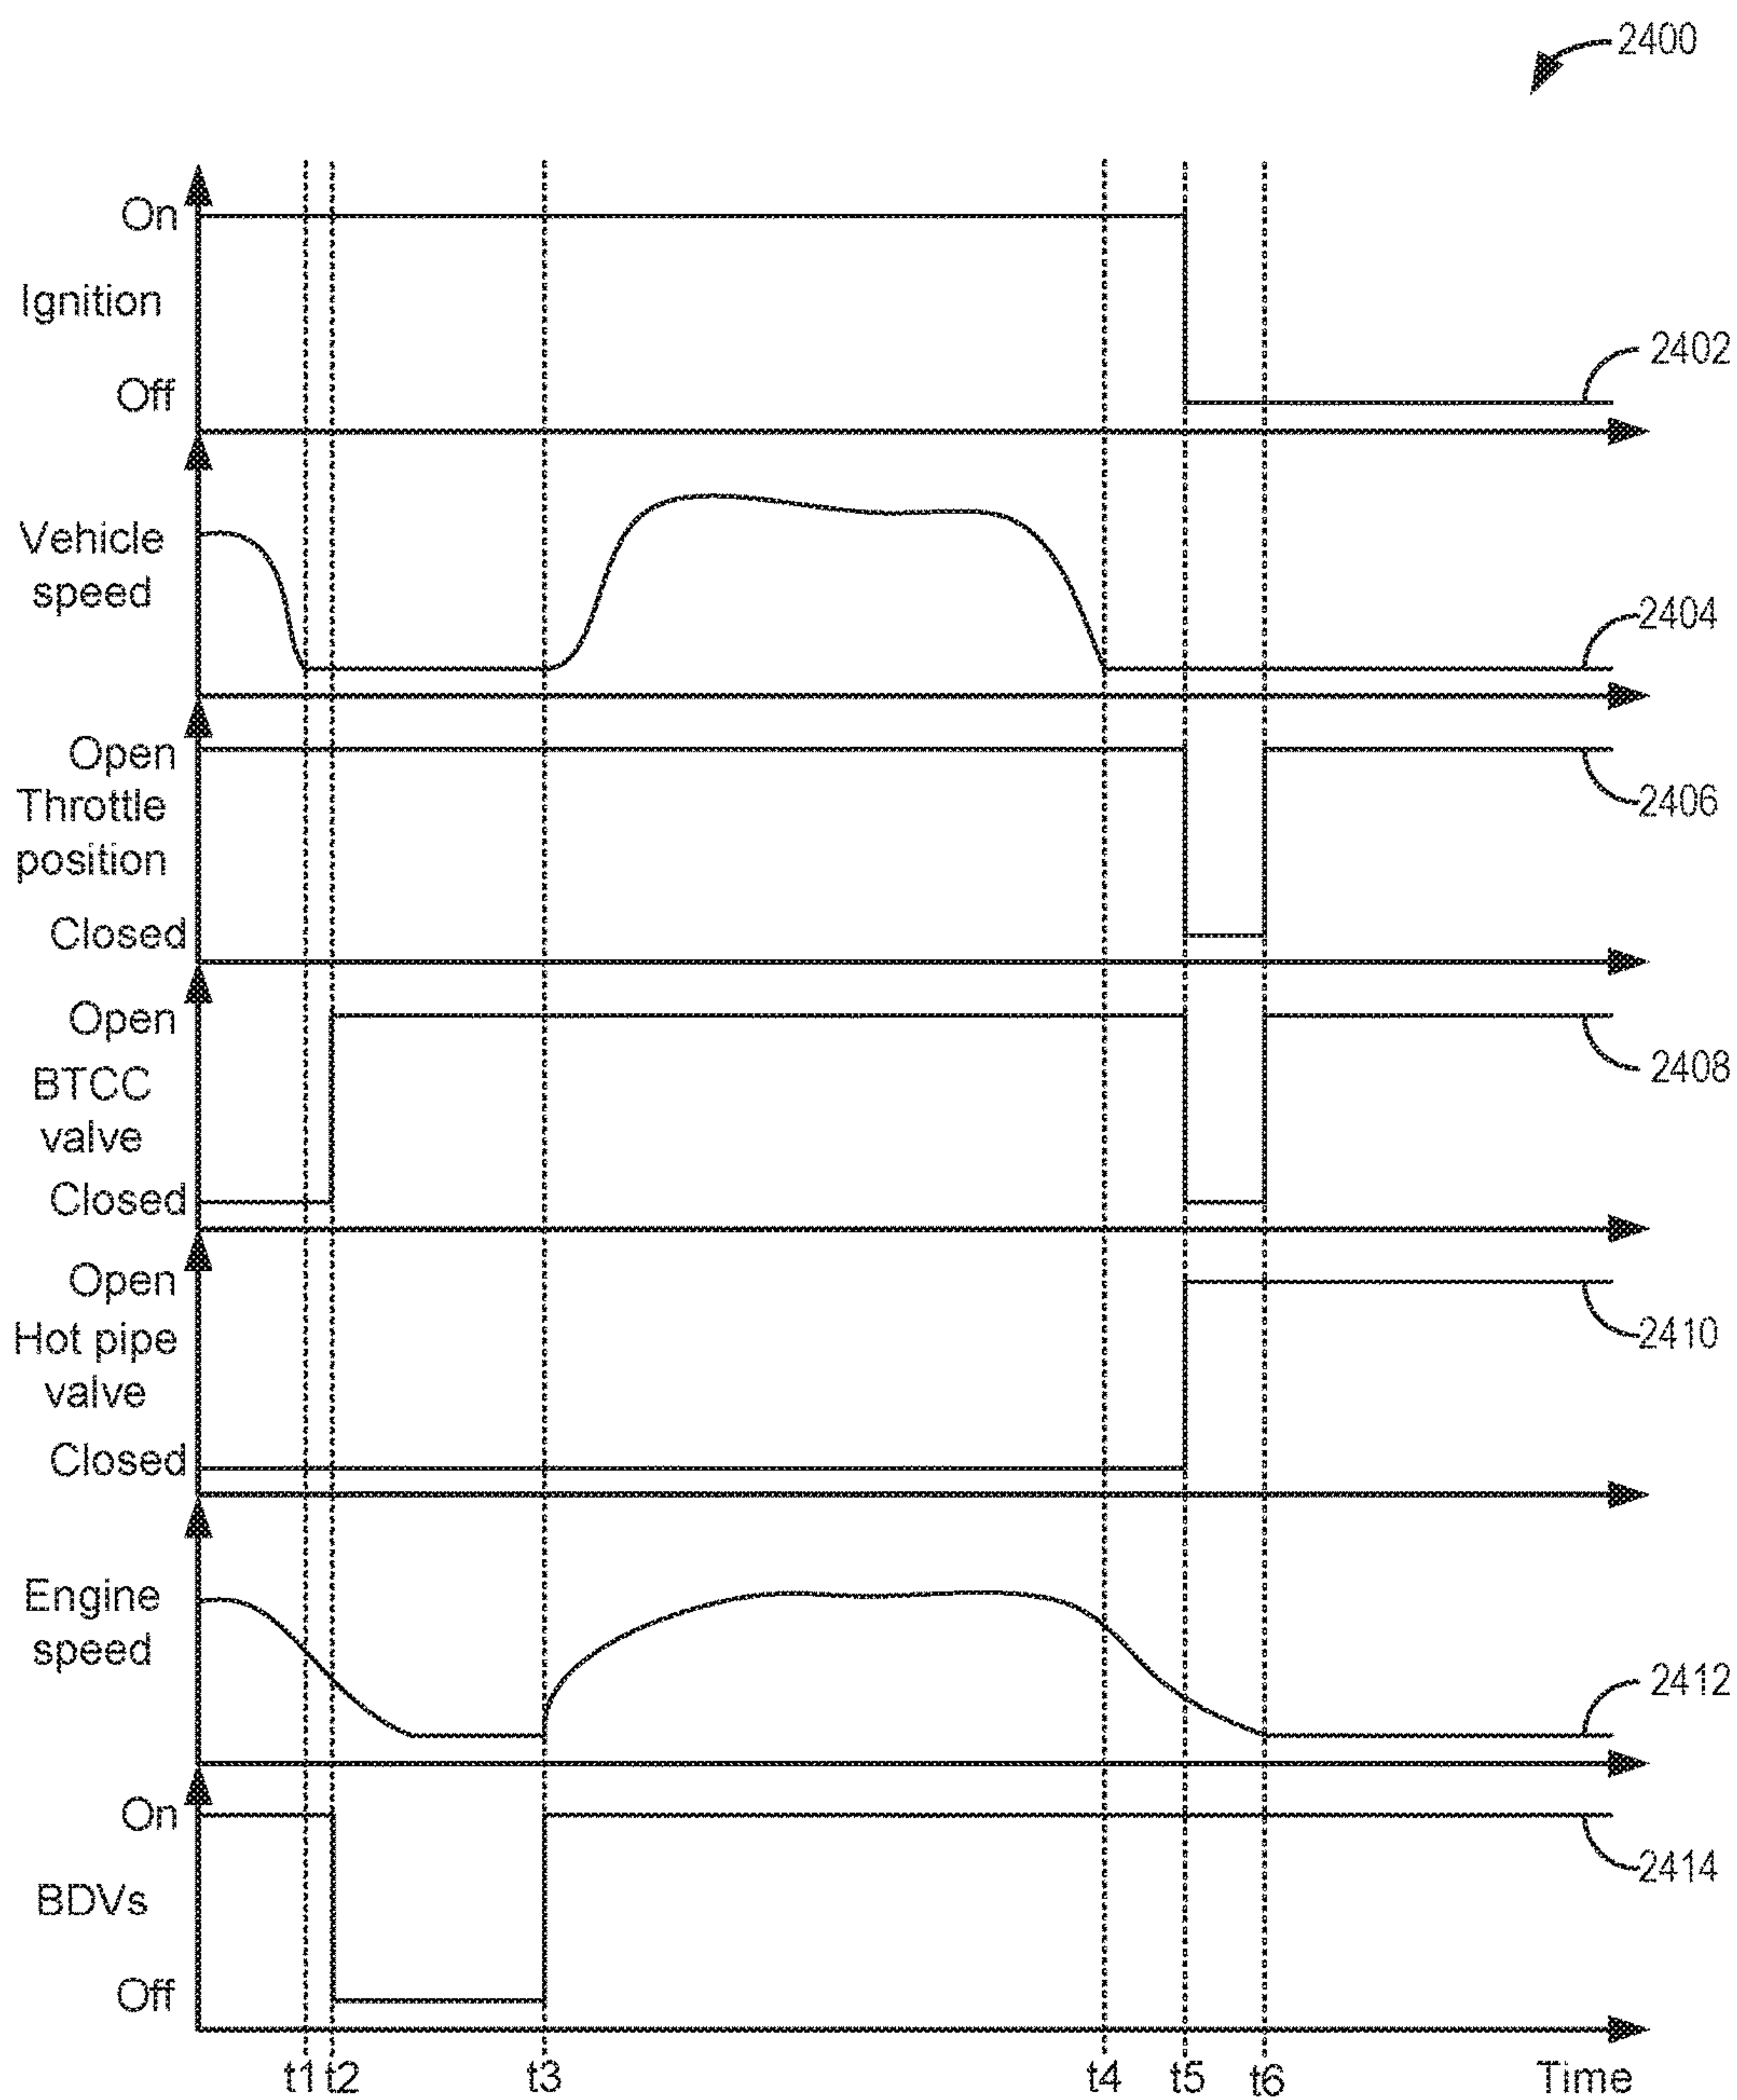 2400
On
Ignition
Off
2402
Vehicle
speed
2404
Open
Throttle
position
Closed
2406
Open
BTCC
valve
Closed
2408
Open
Hot pipe
valve
Closed
2410
Engine
speed
2412
On
BDVs
Off
2414
t1 t2 t3 t4 t5 t6 Time